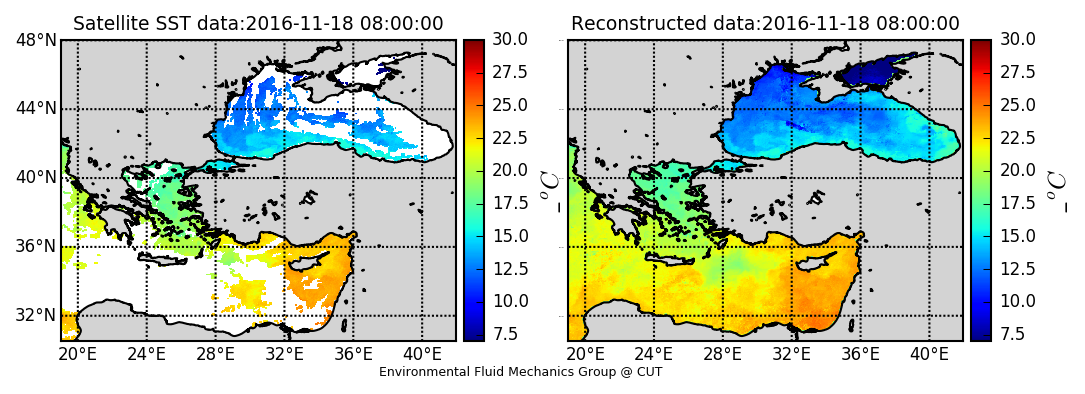 Satellite SST data:2016-11-18 08:00:00
Reconstructed data:2016-11-18 08:00:00
48°N
44°N
40°N
36°N
32°N
20°E 24°E 28°E 32°E 36°E 40°E
30.0
27.5
25.0
22.5
20.0
17.5
15.0
12.5
10.0
7.5
_ °C
20°E 24°E 28°E 32°E 36°E 40°E
30.0
27.5
25.0
22.5
20.0
17.5
15.0
12.5
10.0
7.5
_ °C
Environmental Fluid Mechanics Group @ CUT